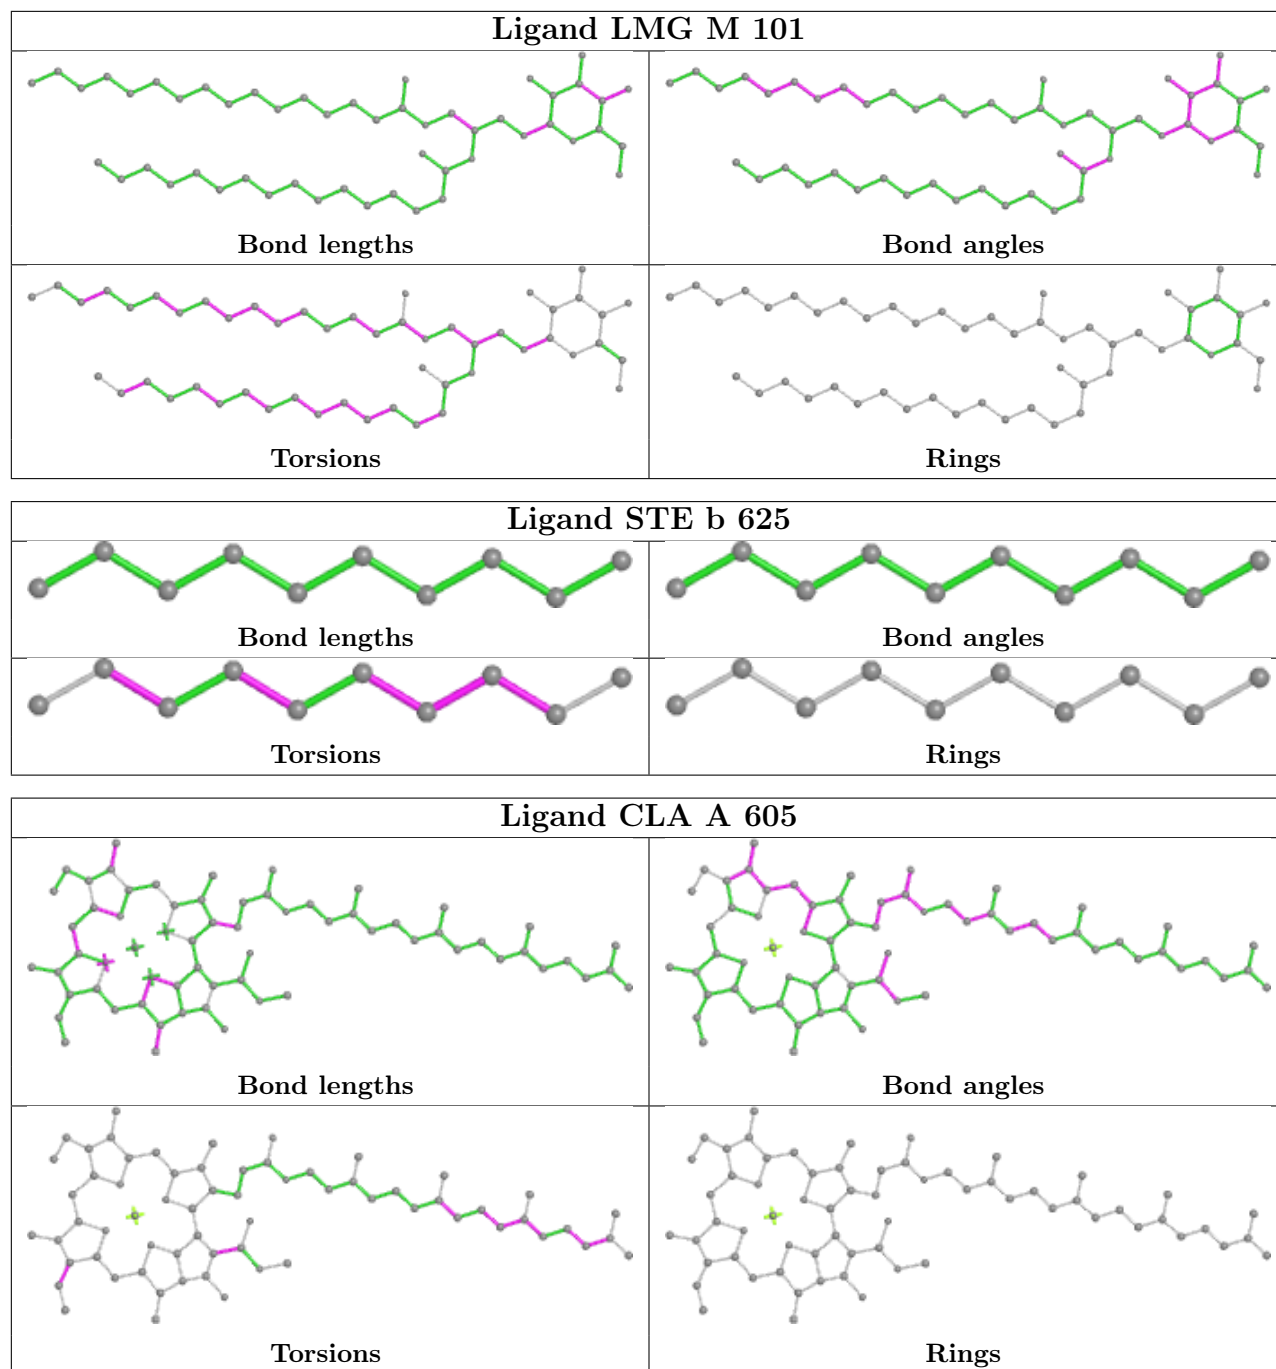 Ligand LMG M 101
Bond lengths
Bond angles
Torsions
Rings
Ligand STE b 625
Bond lengths
Bond angles
Torsions
Rings
Ligand CLA A 605
Bond lengths
Bond angles
Torsions
Rings